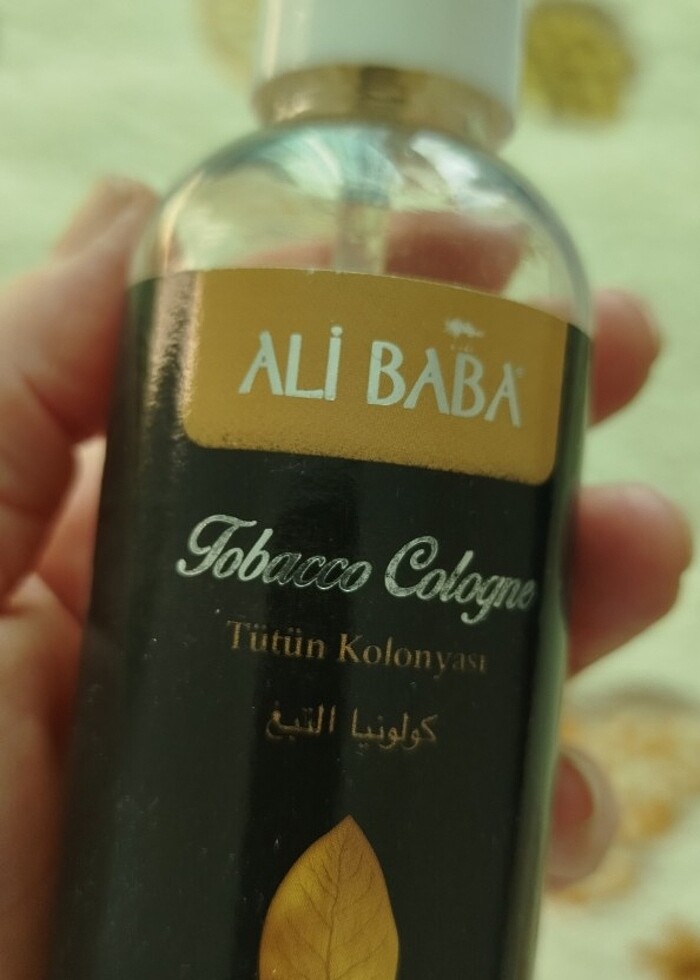 ALİ BABA
Tobacco Cologne
Tütün Kolonyası
كولونيا التبغ